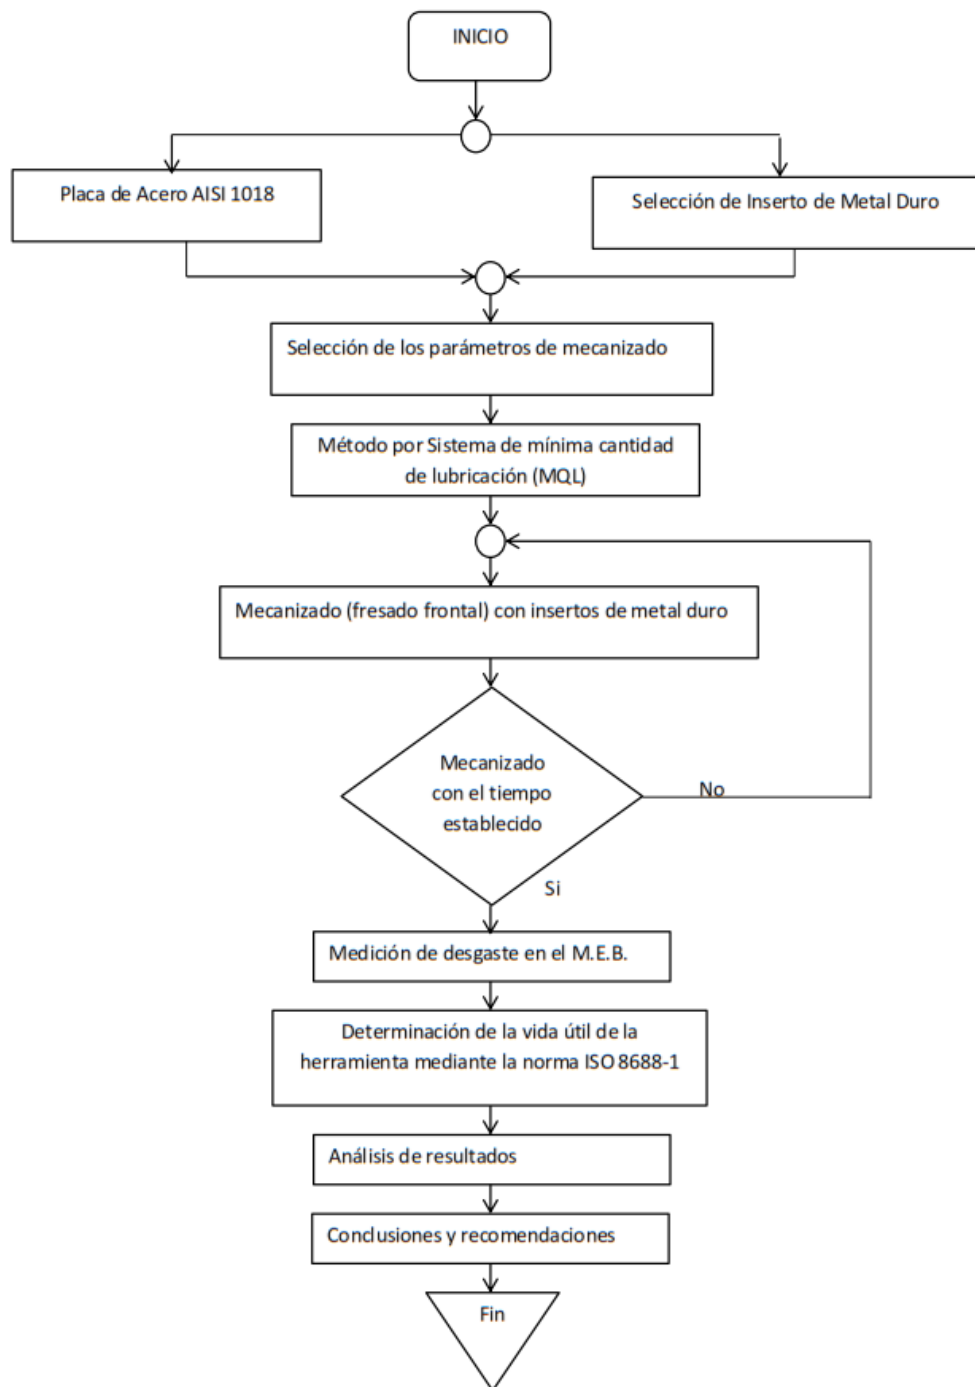 INICIO
Placa de Acero AISI 1018
Selección de Inserto de Metal Duro
Selección de los parámetros de mecanizado
Método por Sistema de mínima cantidad
de lubricación (MQL)
Mecanizado (fresado frontal) con insertos de metal duro
Mecanizado
con el tiempo
establecido
No
Si
Medición de desgaste en el M.E.B.
Determinación de la vida útil de la
herramienta mediante la norma ISO 8688-1
Análisis de resultados
Conclusiones y recomendaciones
Fin